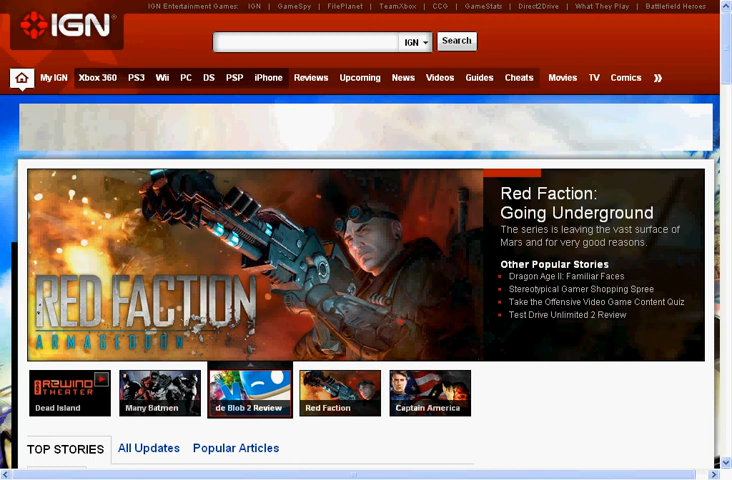 IGN Entertainment Games: IGN | GameSpy | FilePlanet | TeamXbox | CCG | GameStats | Direct2Drive | What They Play | Battlefield Heroes
IGN
IGN Search
My IGN Xbox 360 PS3 Wii PC DS PSP iPhone Reviews Upcoming News Videos Guides Cheats Movies TV Comics »
Red Faction:
Going Underground
The series is leaving the vast surface of
Mars and for very good reasons.
Other Popular Stories
Dragon Age II: Familiar Faces
Stereotypical Gamer Shopping Spree
Take the Offensive Video Game Content Quiz
Test Drive Unlimited 2 Review
RED FACTION
ARMAGEDDON
REWIND
THEATER
Dead Island Many Batmen de Blob 2 Review Red Faction Captain America
TOP STORIES All Updates Popular Articles